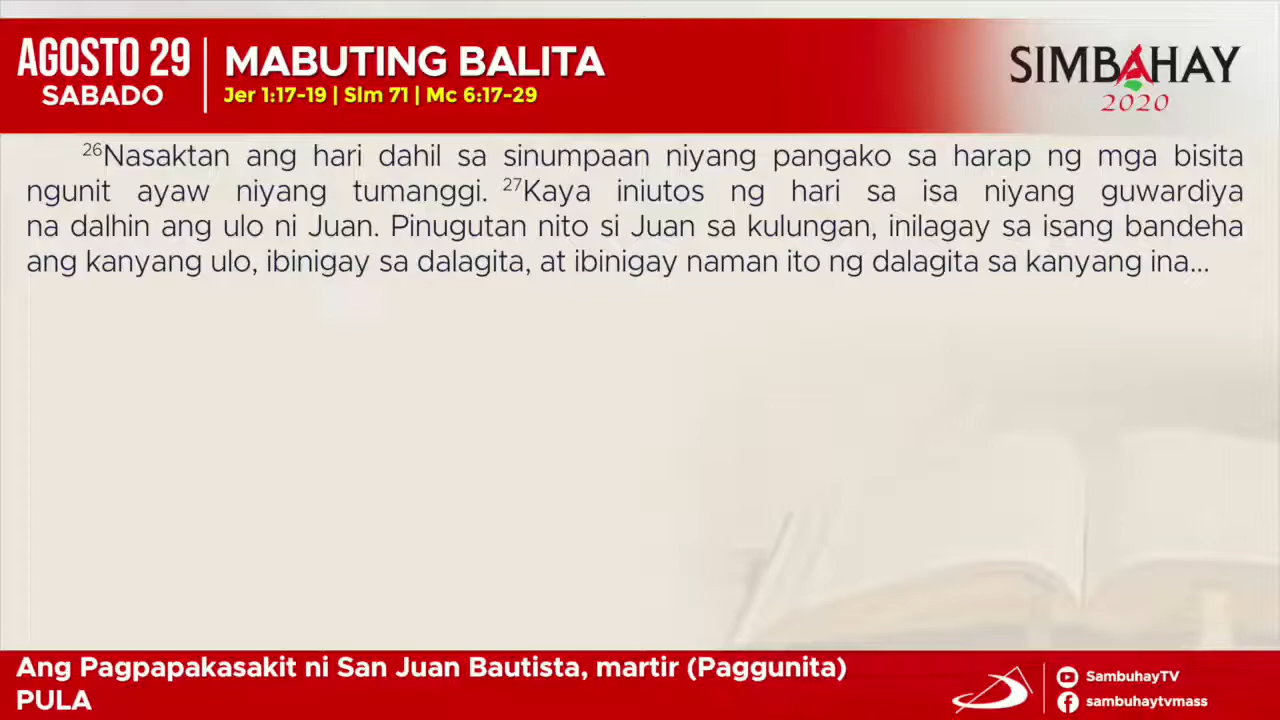 AGOSTO 29
SABADO
MABUTING BALITA
Jer 1:17-19 | Slm 71 | Mc 6:17-29
SIMBAHAY
2020
26Nasaktan ang hari dahil sa sinumpaan niyang pangako sa harap ng mga bisita
ngunit ayaw niyang tumanggi. 27Kaya iniutos ng hari sa isa niyang guwardiya
na dalhin ang ulo ni Juan. Pinugutan nito si Juan sa kulungan, inilagay sa isang bandeha
ang kanyang ulo, ibinigay sa dalagita, at ibinigay naman ito ng dalagita sa kanyang ina...
Ang Pagpapakasakit ni San Juan Bautista, martir (Paggunita)
PULA
SambuhayTV
sambuhaytvmass